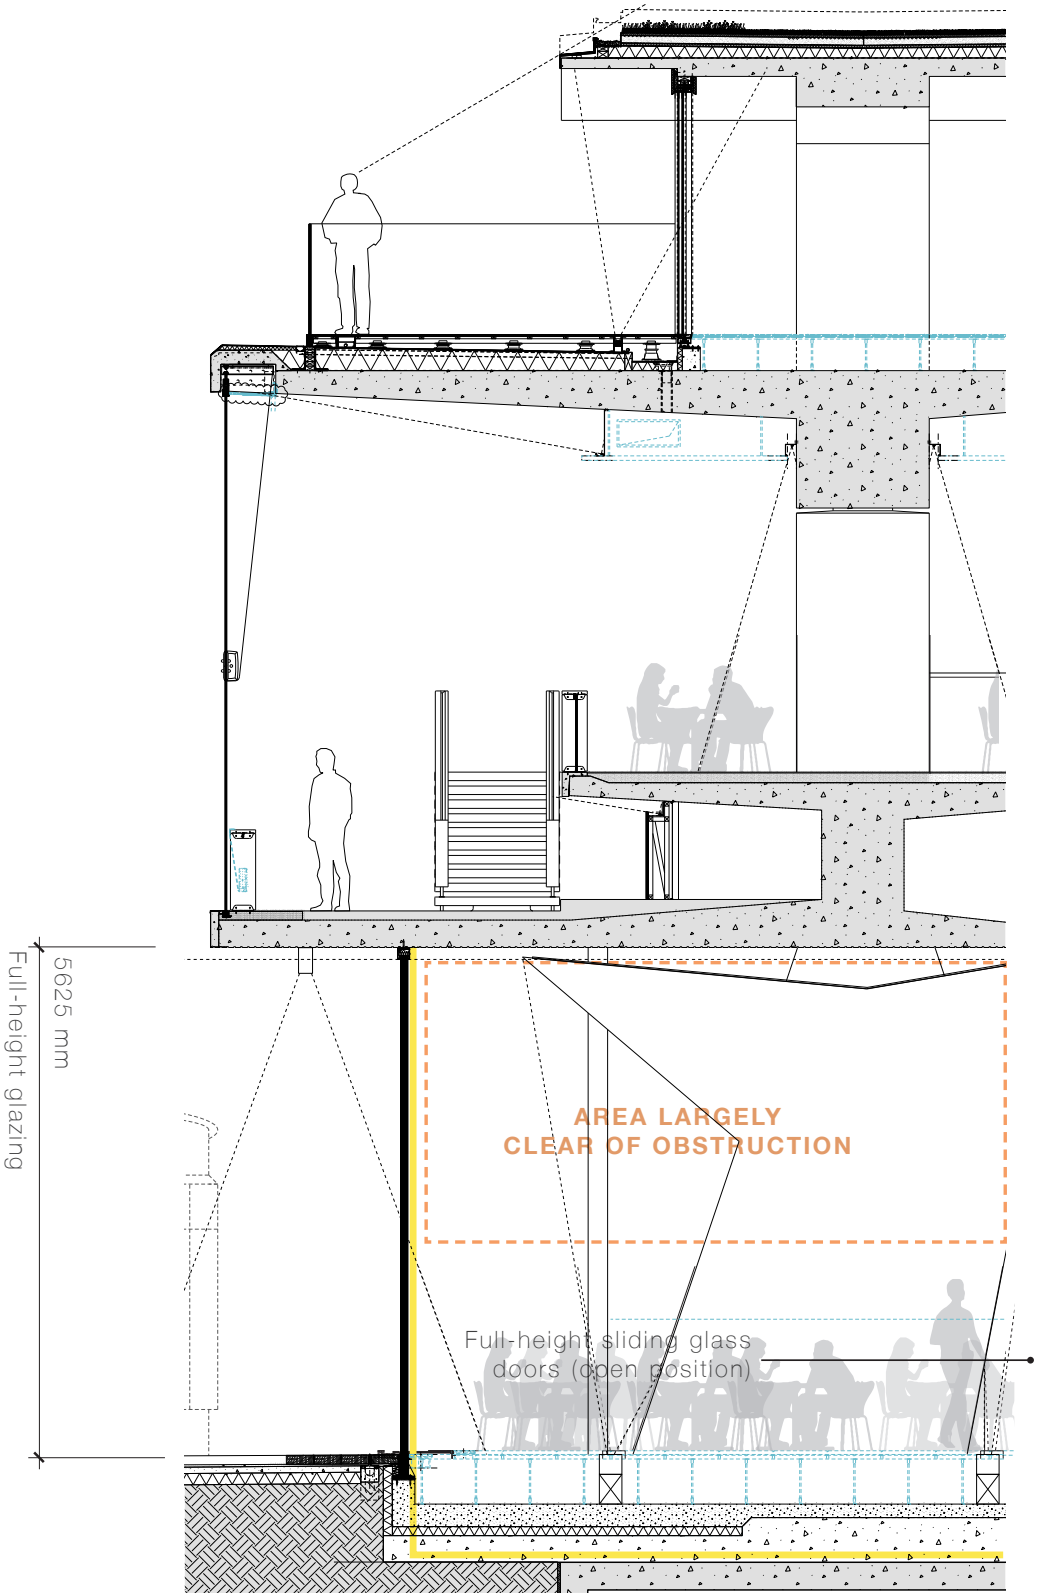 5625 mm
Full-height glazing
AREA LARGELY
CLEAR OF OBSTRUCTION
Full-height sliding glass
doors (open position)